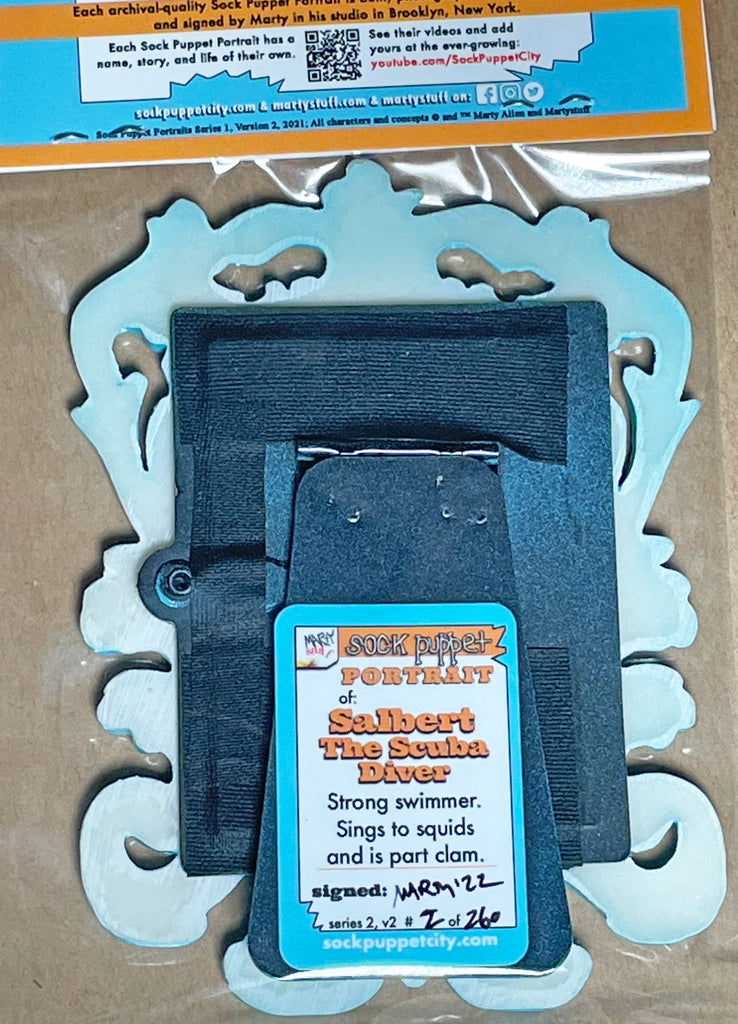 Each archival-quality Sock Puppet Portrait is
and signed by Marty in his studio in Brooklyn, New York.
Each Sock Puppet Portrait has a
name, story, and life of their own.
See their videos and add
yours at the ever-growing:
youtube.com/SockPuppetCity
sockpuppetcity.com & martystuff.com & martystuff on:
Sock Puppet Portraits Series 1, Version 2, 2021; All characters and concepts © and ™ Marty Allen and Martystuff
MARTY
STUFF
SOCK PUPPET
PORTRAIT
of:
Salbert
The Scuba
Diver
Strong swimmer.
Sings to squids
and is part clam.
signed: MRM '22
series 2, v2 # 2 of 260
sockpuppetcity.com